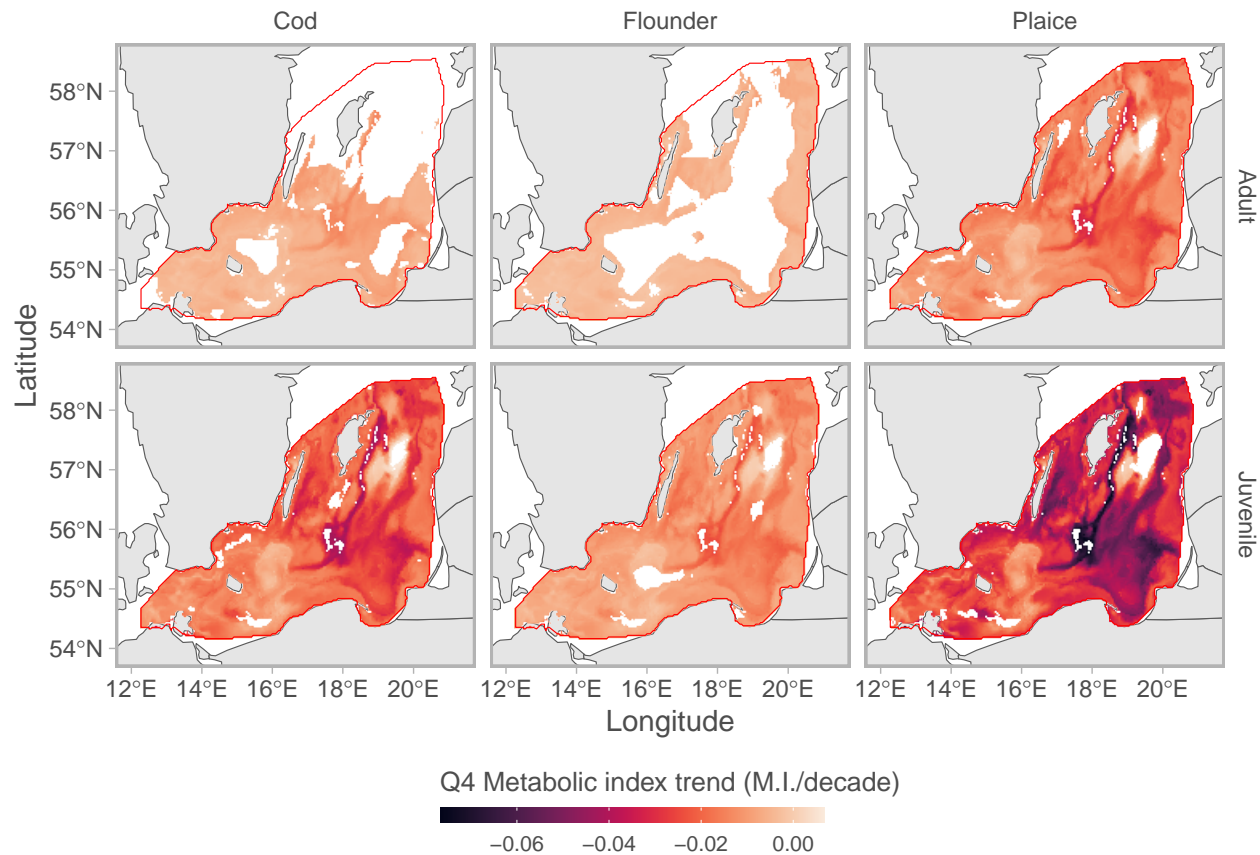 Cod Flounder Plaice
58°N
57°N
56°N
55°N
54°N
Adult
58°N
57°N
56°N
55°N
54°N
Juvenile
Latitude
12°E 14°E 16°E 18°E 20°E 12°E 14°E 16°E 18°E 20°E 12°E 14°E 16°E 18°E 20°E
Longitude
Q4 Metabolic index trend (M.I./decade)
−0.06 −0.04 −0.02 0.00